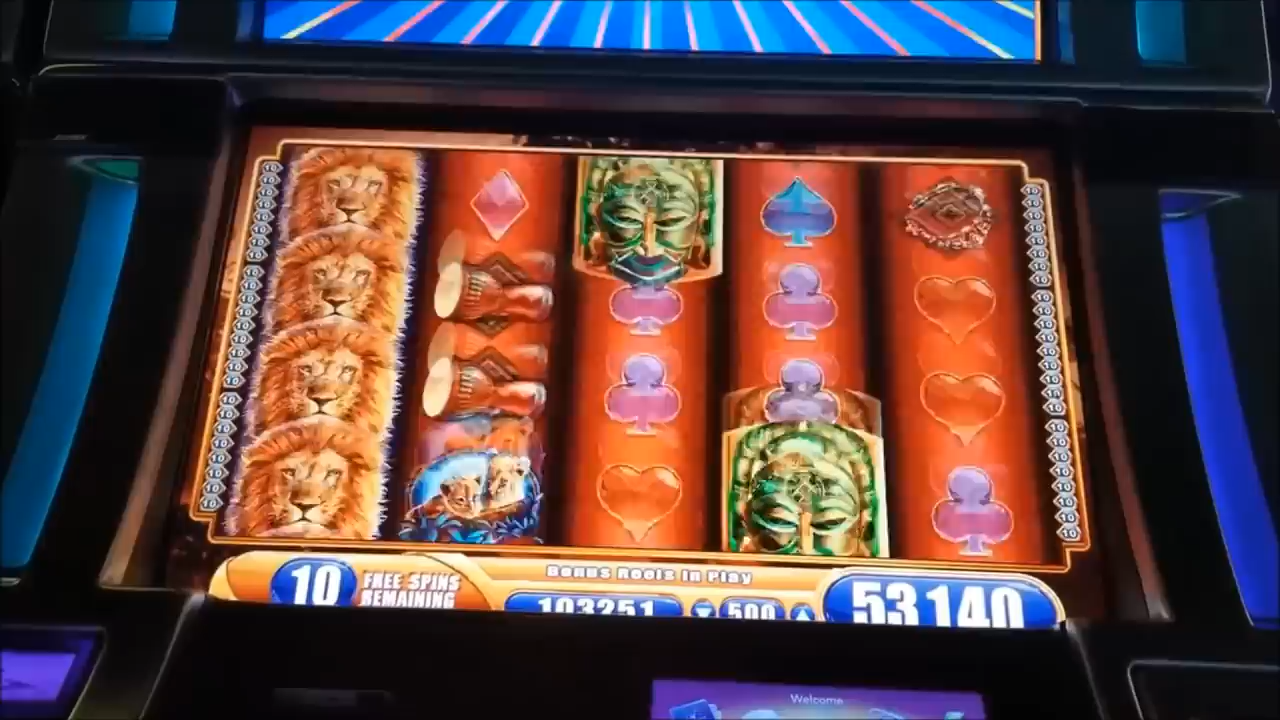 10
FREE SPINS
REMAINING
Bonus Reels In Play
103251
500
53140
Welcome